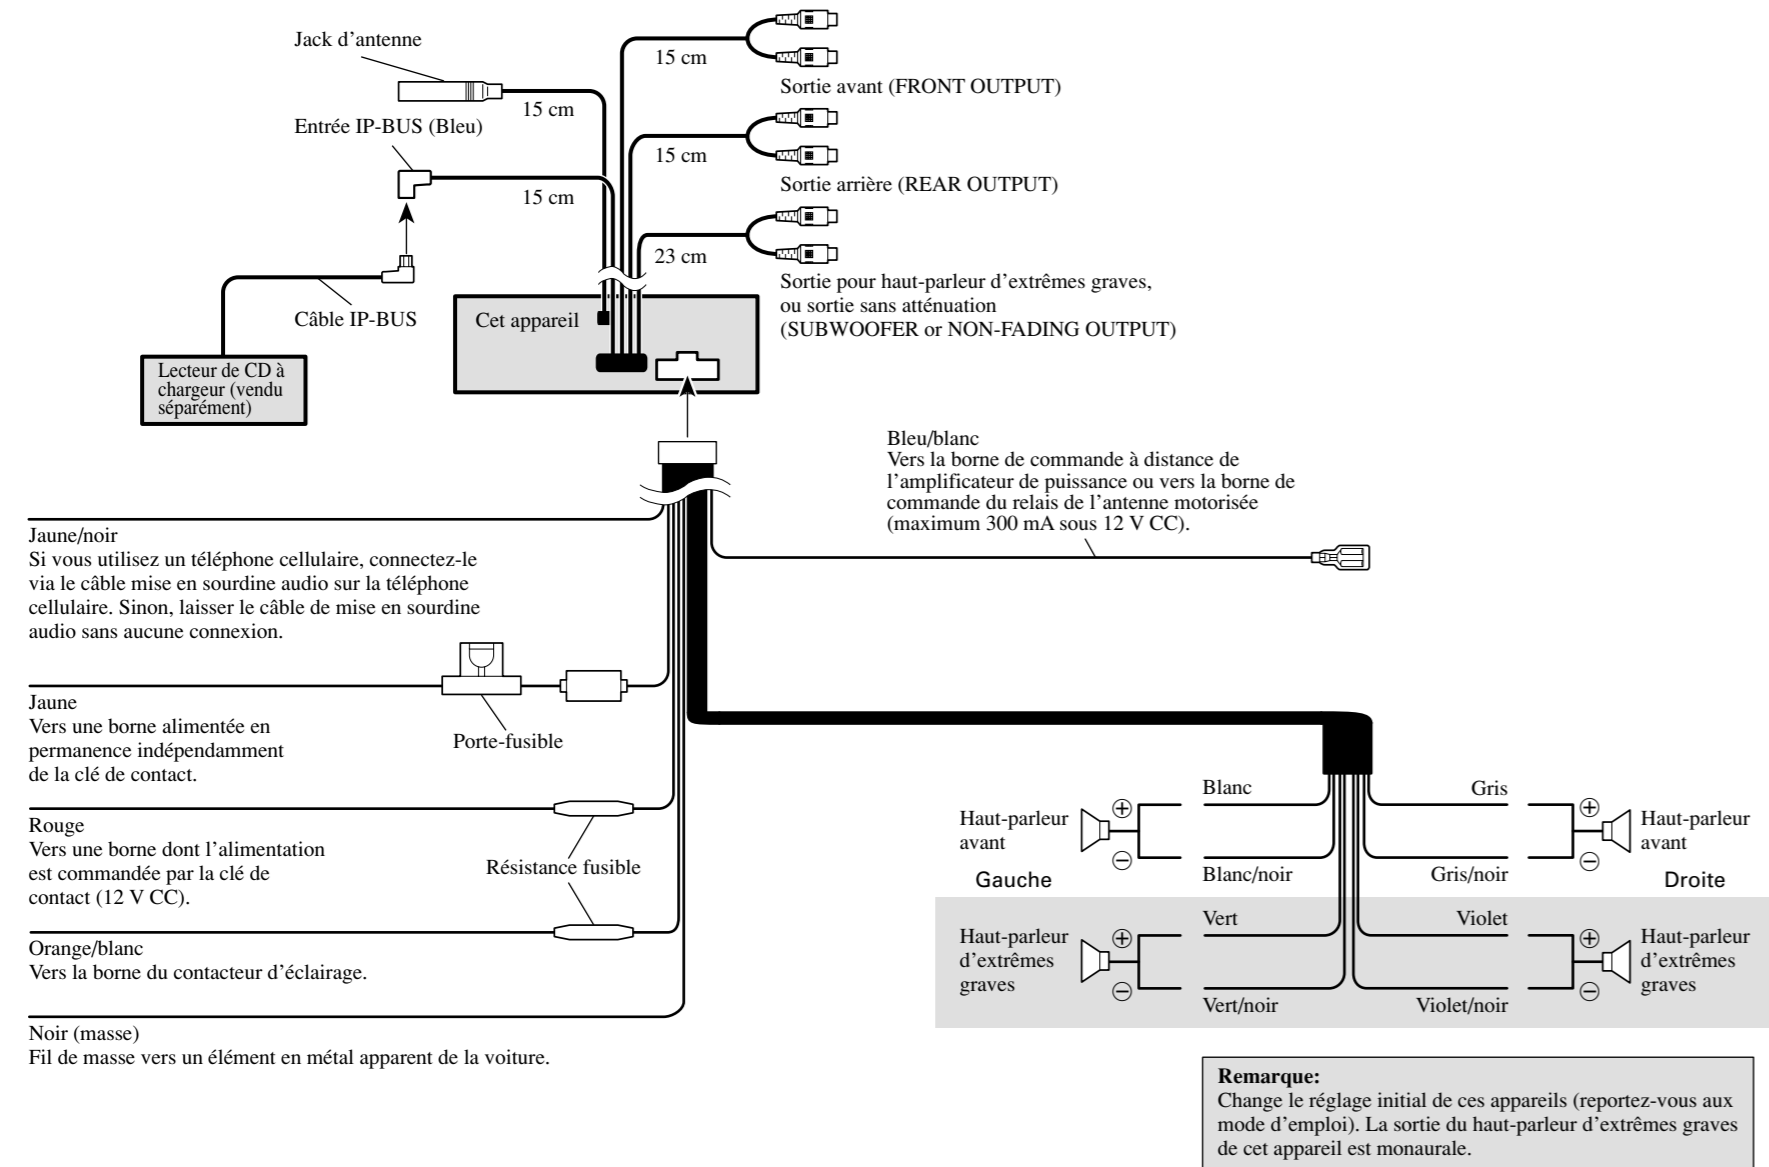 Jack d'antenne
15 cm
Entrée IP-BUS (Bleu)
15 cm
Câble IP-BUS
Lecteur de CD à
chargeur (vendu
séparément)
Cet appareil
15 cm
Sortie avant (FRONT OUTPUT)
15 cm
Sortie arrière (REAR OUTPUT)
23 cm
Sortie pour haut-parleur d'extrêmes graves,
ou sortie sans atténuation
(SUBWOOFER or NON-FADING OUTPUT)
Bleu/blanc
Vers la borne de commande à distance de
l'amplificateur de puissance ou vers la borne de
commande du relais de l'antenne motorisée
(maximum 300 mA sous 12 V CC).
Jaune/noir
Si vous utilisez un téléphone cellulaire, connectez-le
via le câble mise en sourdine audio sur la téléphone
cellulaire. Sinon, laisser le câble de mise en sourdine
audio sans aucune connexion.
Jaune
Vers une borne alimentée en
permanence indépendamment
de la clé de contact.
Porte-fusible
Rouge
Vers une borne dont l'alimentation
est commandée par la clé de
contact (12 V CC).
Résistance fusible
Orange/blanc
Vers la borne du contacteur d'éclairage.
Noir (masse)
Fil de masse vers un élément en métal apparent de la voiture.
Haut-parleur
avant
Gauche
+
−
Blanc
Blanc/noir
Gris
Gris/noir
+
−
Haut-parleur
avant
Droite
Haut-parleur
d'extrêmes
graves
+
−
Vert
Vert/noir
Violet
Violet/noir
+
−
Haut-parleur
d'extrêmes
graves
Remarque:
Change le réglage initial de ces appareils (reportez-vous aux
mode d'emploi). La sortie du haut-parleur d'extrêmes graves
de cet appareil est monaurale.